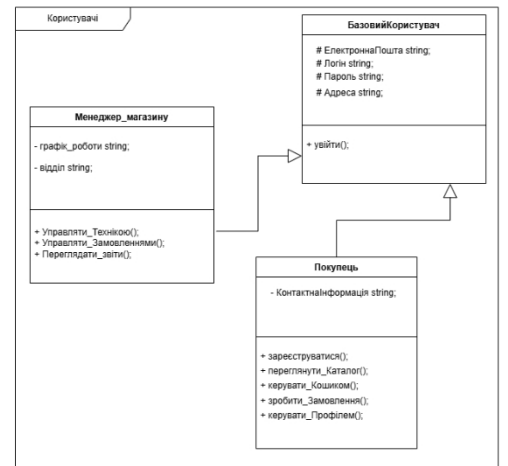 Користувачі
БазовийКористувач
# ЕлектроннаПошта string;
# Логін string;
# Пароль string;
# Адреса string;
+ увійти();
Менеджер_магазину
- графік_роботи string;
- відділ string;
+ Управляти_Технікою();
+ Управляти_Замовленнями();
+ Переглядати_звіти();
Покупець
- КонтактнаІнформація string;
+ зареєструватися();
+ переглянути_Каталог();
+ керувати_Кошиком();
+ зробити_Замовлення();
+ керувати_Профілем();